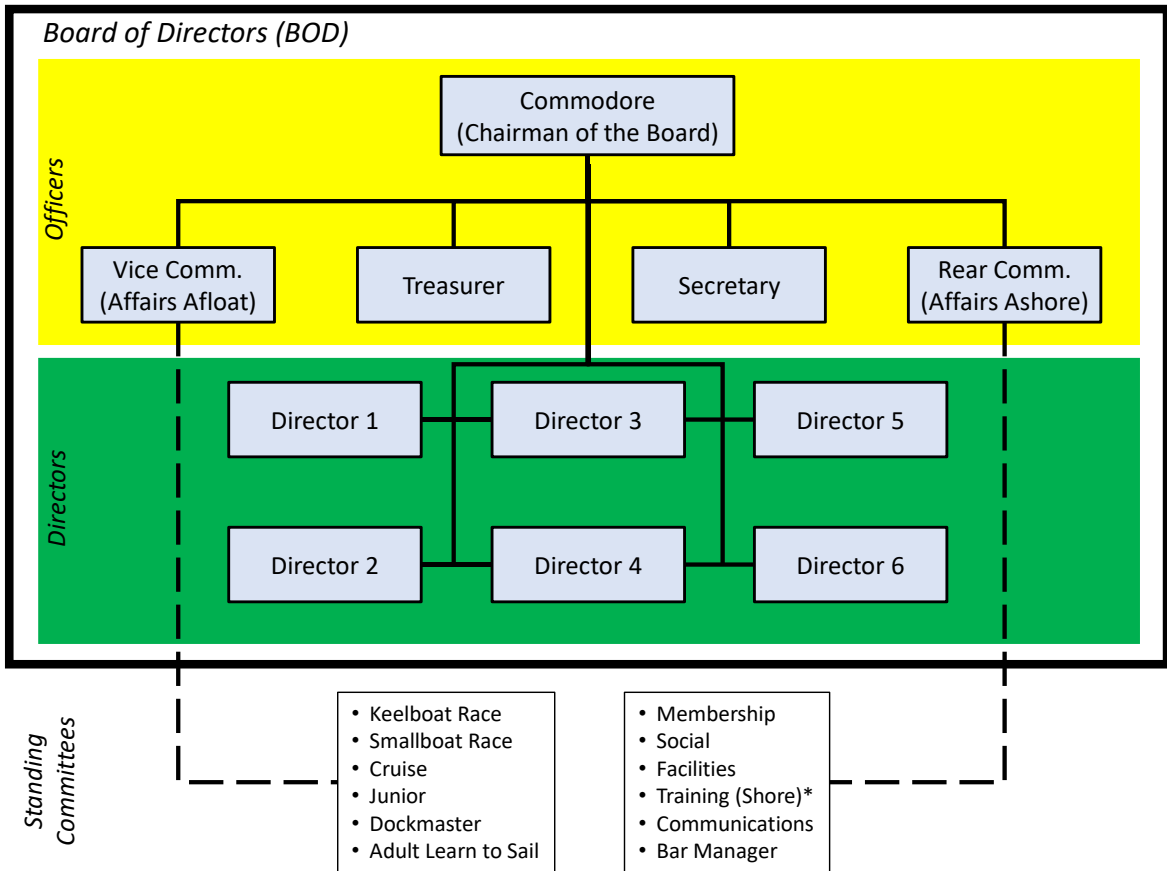 Board of Directors (BOD)
Officers
Commodore
(Chairman of the Board)
Vice Comm.
(Affairs Afloat)
Treasurer
Secretary
Rear Comm.
(Affairs Ashore)
Directors
Director 1
Director 3
Director 5
Director 2
Director 4
Director 6
Standing
Committees
• Keelboat Race
• Smallboat Race
• Cruise
• Junior
• Dockmaster
• Adult Learn to Sail
• Membership
• Social
• Facilities
• Training (Shore)*
• Communications
• Bar Manager